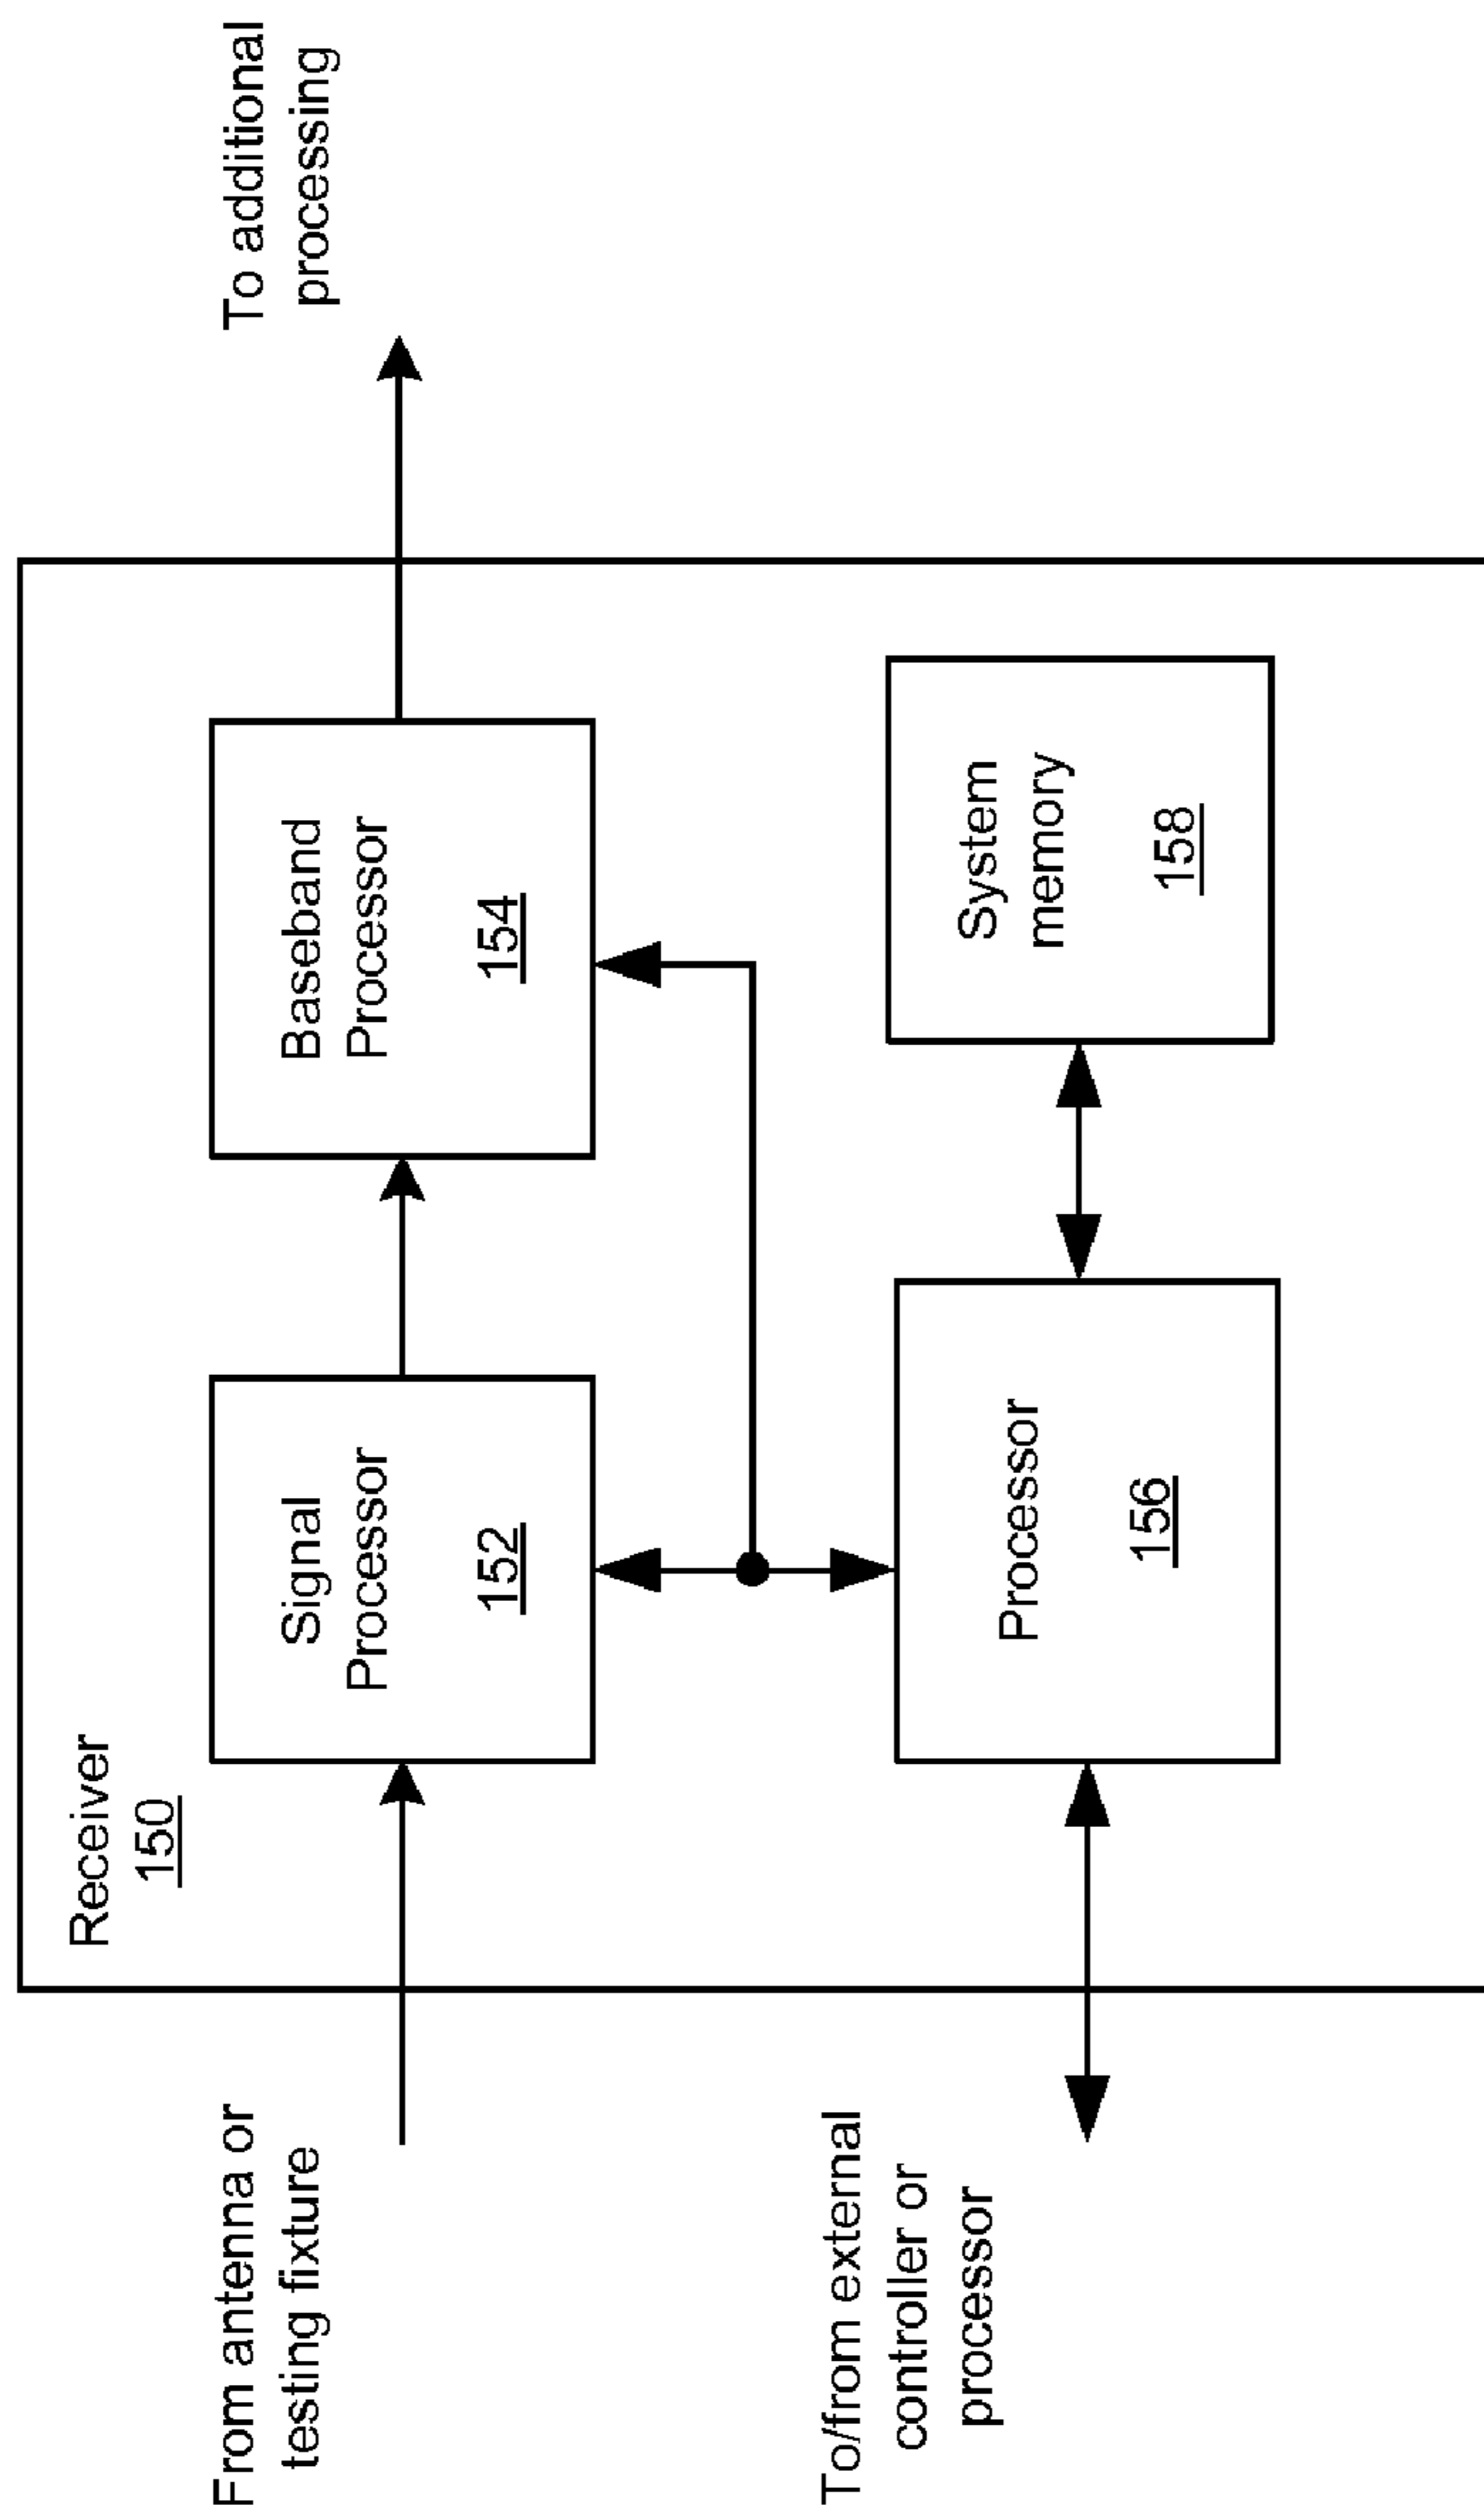 Receiver
150
From antenna or
testing fixture
Signal
Processor
152
Baseband
Processor
154
To additional
processing
To/from external
controller or
processor
Processor
156
System
memory
158